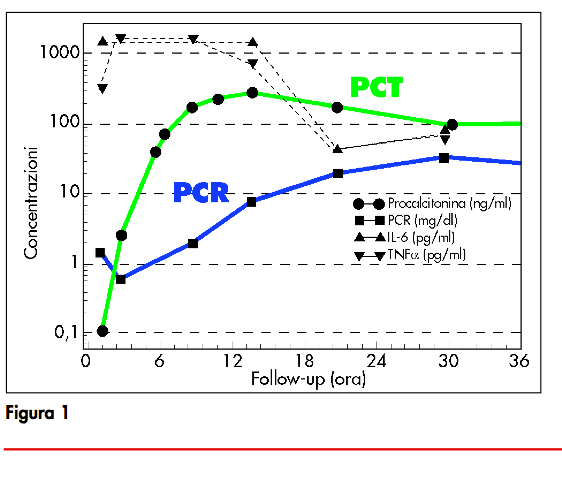 1000
100
10
1
0,1
Concentrazioni
PCT
PCR
Procalcitonina (ng/ml)
PCR (mg/dl)
IL-6 (pg/ml)
TNFα (pg/ml)
0 6 12 18 24 30 36
Follow-up (ora)
Figura 1